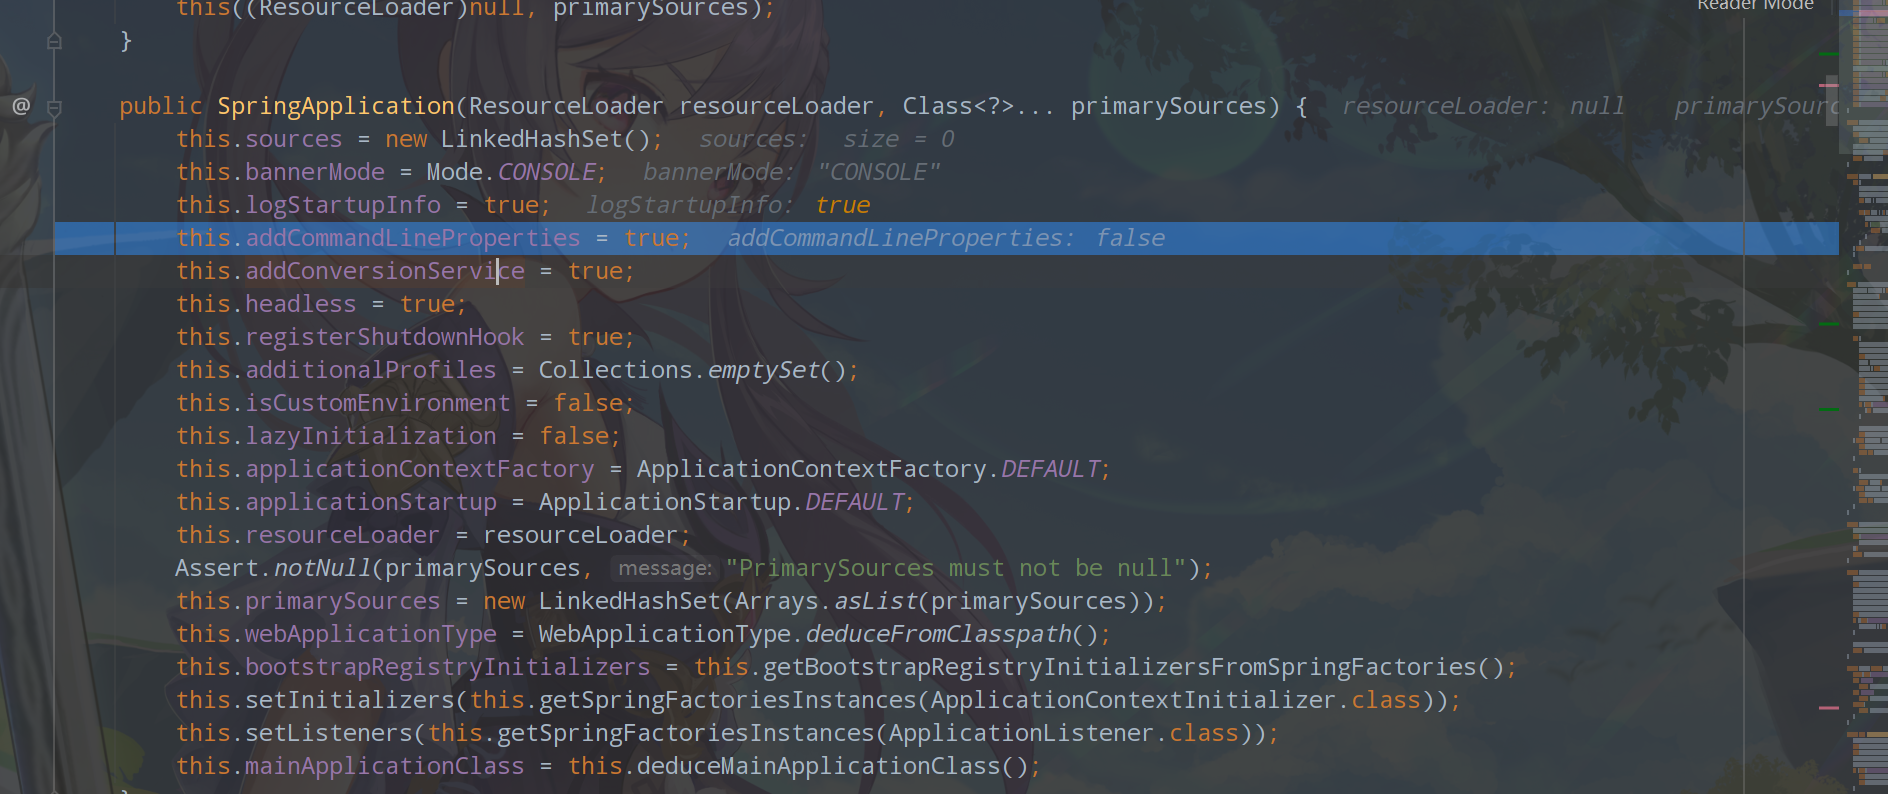 this((ResourceLoader)null, primarySources);
Reader Mode
}
@
public SpringApplication(ResourceLoader resourceLoader, Class<?>... primarySources) { resourceLoader: null primarySourc
this.sources = new LinkedHashSet(); sources: size = 0
this.bannerMode = Mode.CONSOLE; bannerMode: "CONSOLE"
this.logStartupInfo = true; logStartupInfo: true
this.addCommandLineProperties = true; addCommandLineProperties: false
this.addConversionService = true;
this.headless = true;
this.registerShutdownHook = true;
this.additionalProfiles = Collections.emptySet();
this.isCustomEnvironment = false;
this.lazyInitialization = false;
this.applicationContextFactory = ApplicationContextFactory.DEFAULT;
this.applicationStartup = ApplicationStartup.DEFAULT;
this.resourceLoader = resourceLoader;
Assert.notNull(primarySources, message: "PrimarySources must not be null");
this.primarySources = new LinkedHashSet(Arrays.asList(primarySources));
this.webApplicationType = WebApplicationType.deduceFromClasspath();
this.bootstrapRegistryInitializers = this.getBootstrapRegistryInitializersFromSpringFactories();
this.setInitializers(this.getSpringFactoriesInstances(ApplicationContextInitializer.class));
this.setListeners(this.getSpringFactoriesInstances(ApplicationListener.class));
this.mainApplicationClass = this.deduceMainApplicationClass();